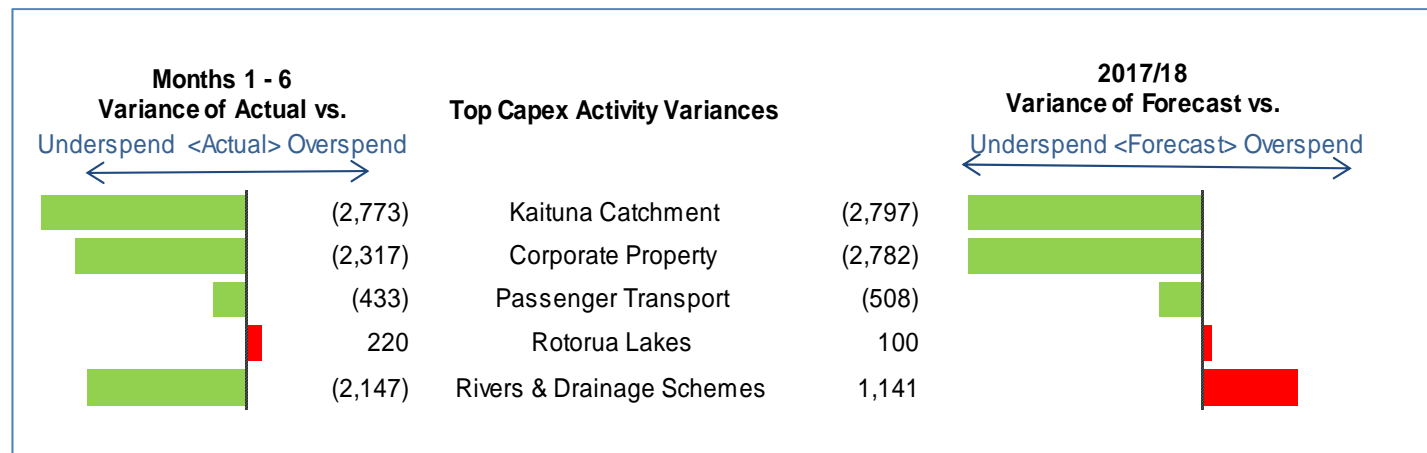 Months 1 - 6
Variance of Actual vs.
Underspend <Actual> Overspend
Top Capex Activity Variances
2017/18
Variance of Forecast vs.
Underspend <Forecast> Overspend
(2,773) Kaituna Catchment (2,797)
(2,317) Corporate Property (2,782)
(433) Passenger Transport (508)
220 Rotorua Lakes 100
(2,147) Rivers & Drainage Schemes 1,141